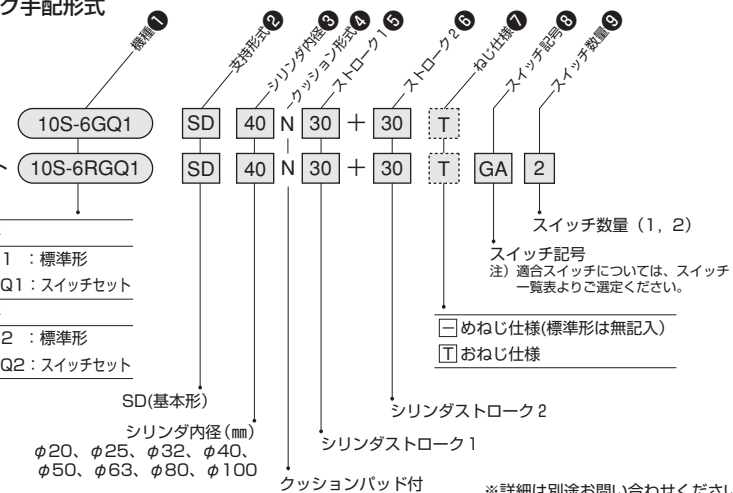 ク手配形式
機種❶
支持形式❷
シリンダ内径❸
クッション形式❹
ストローク1❺
ストローク2❻
ねじ仕様❼
スイッチ記号❽
スイッチ数量❾
10S-6GQ1 SD 40 N 30 + 30 T
10S-6RGQ1 SD 40 N 30 + 30 T GA 2
スイッチ数量（1，2）
スイッチ記号
注）適合スイッチについては、スイッチ
一覧表よりご選定ください。
1 ：標準形
Q1：スイッチセット
2 ：標準形
Q2：スイッチセット
－ めねじ仕様(標準形は無記入)
T おねじ仕様
SD(基本形)
シリンダ内径(㎜)
φ20、φ25、φ32、φ40、
φ50、φ63、φ80、φ100
シリンダストローク2
シリンダストローク1
クッションパッド付
※詳細は別途お問い合わせくださ